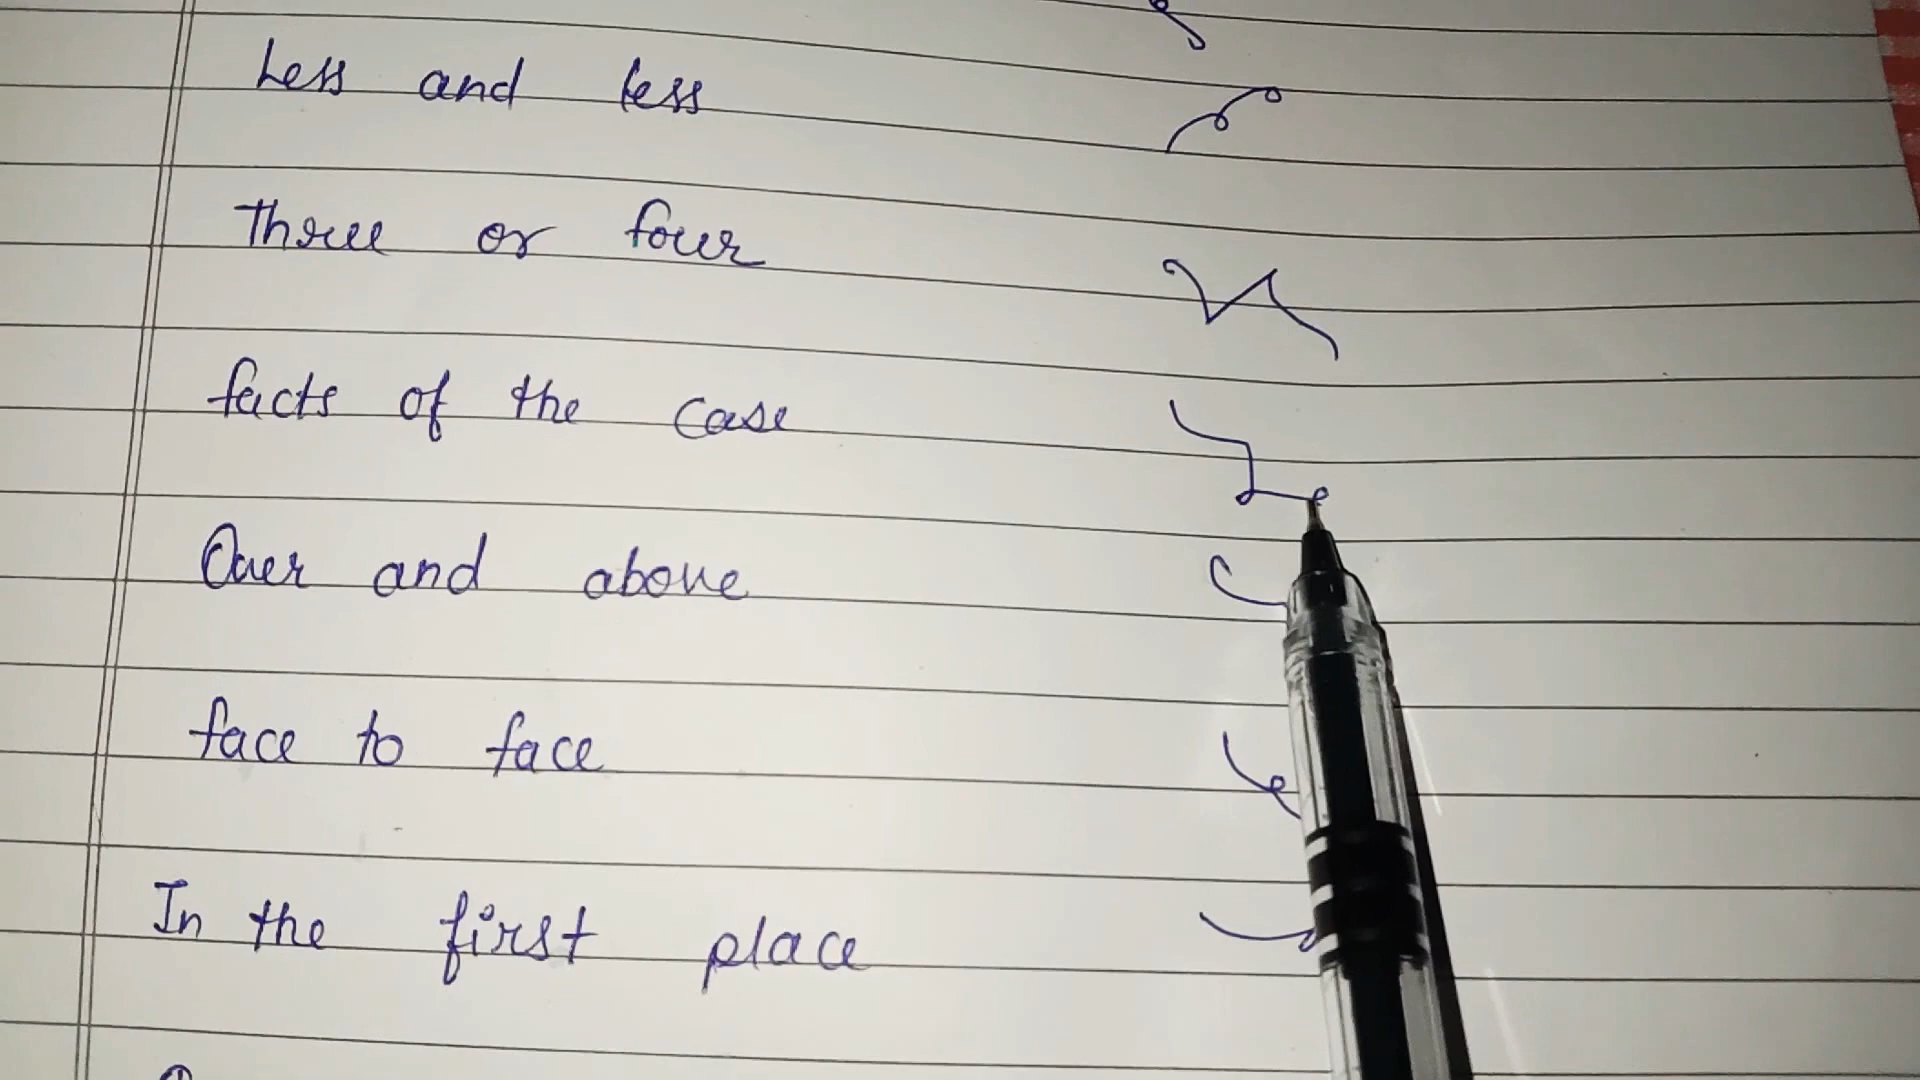 Less and less
Three or four
facts of the case
Over and above
face to face
In the first place